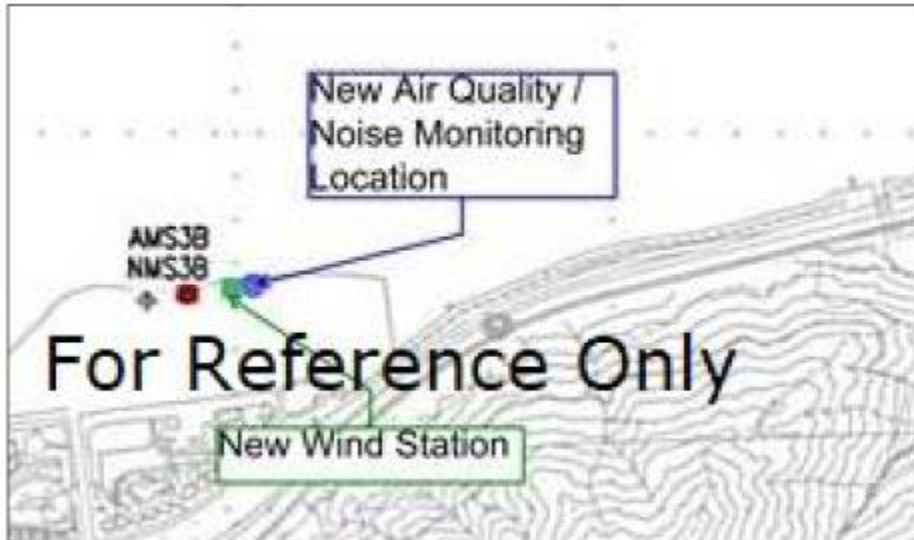 New Air Quality /
Noise Monitoring
Location
AMS3B
NMS3B
For Reference Only
New Wind Station